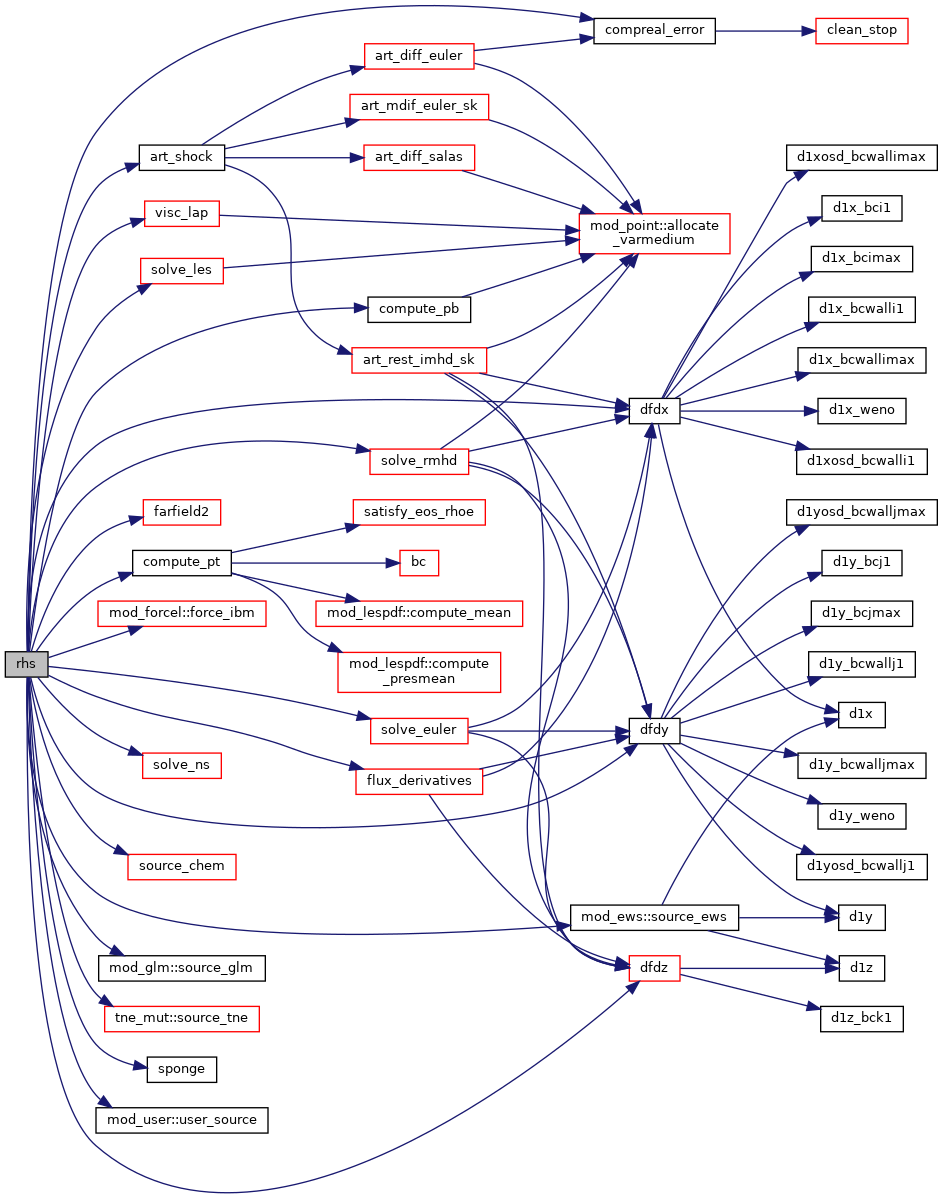 rhs
art_shock
visc_lap
solve_les
farfield2
compute_pt
mod_forcel::force_ibm
solve_ns
source_chem
mod_glm::source_glm
tne_mut::source_tne
sponge
mod_user::user_source
art_diff_euler
art_mdif_euler_sk
art_diff_salas
compute_pb
art_rest_imhd_sk
solve_rmhd
satisfy_eos_rhoe
bc
mod_lespdf::compute_mean
mod_lespdf::compute
_presmean
solve_euler
flux_derivatives
compreal_error
mod_point::allocate
_varmedium
dfdx
dfdy
mod_ews::source_ews
dfdz
clean_stop
d1xosd_bcwallimax
d1x_bci1
d1x_bcimax
d1x_bcwalli1
d1x_bcwallimax
d1x_weno
d1xosd_bcwalli1
d1yosd_bcwalljmax
d1y_bcj1
d1y_bcjmax
d1y_bcwallj1
d1x
d1y_bcwalljmax
d1y_weno
d1yosd_bcwallj1
d1y
d1z
d1z_bck1